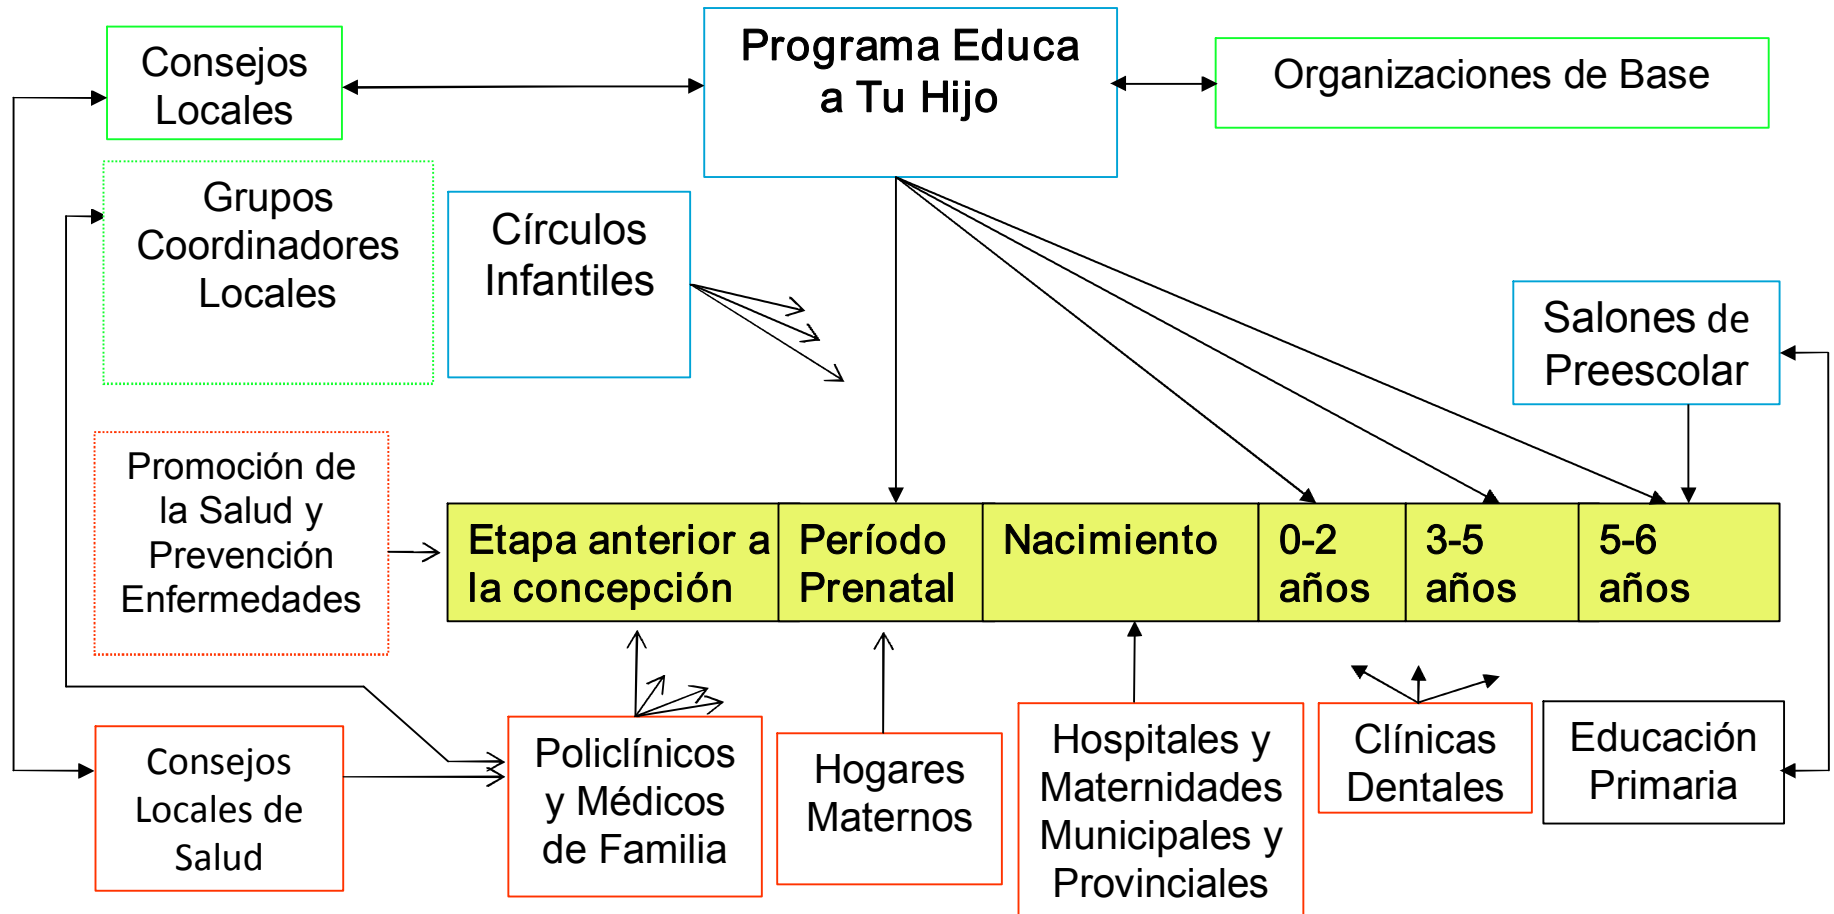 Consejos
Locales
Programa Educa
a Tu Hijo
Organizaciones de Base
Grupos
Coordinadores
Locales
Círculos
Infantiles
Salones de
Preescolar
Promoción de
la Salud y
Prevención
Enfermedades
Etapa anterior a
la concepción
Período
Prenatal
Nacimiento
0-2
años
3-5
años
5-6
años
Consejos
Locales de
Salud
Policlínicos
y Médicos
de Familia
Hogares
Maternos
Hospitales y
Maternidades
Municipales y
Provinciales
Clínicas
Dentales
Educación
Primaria